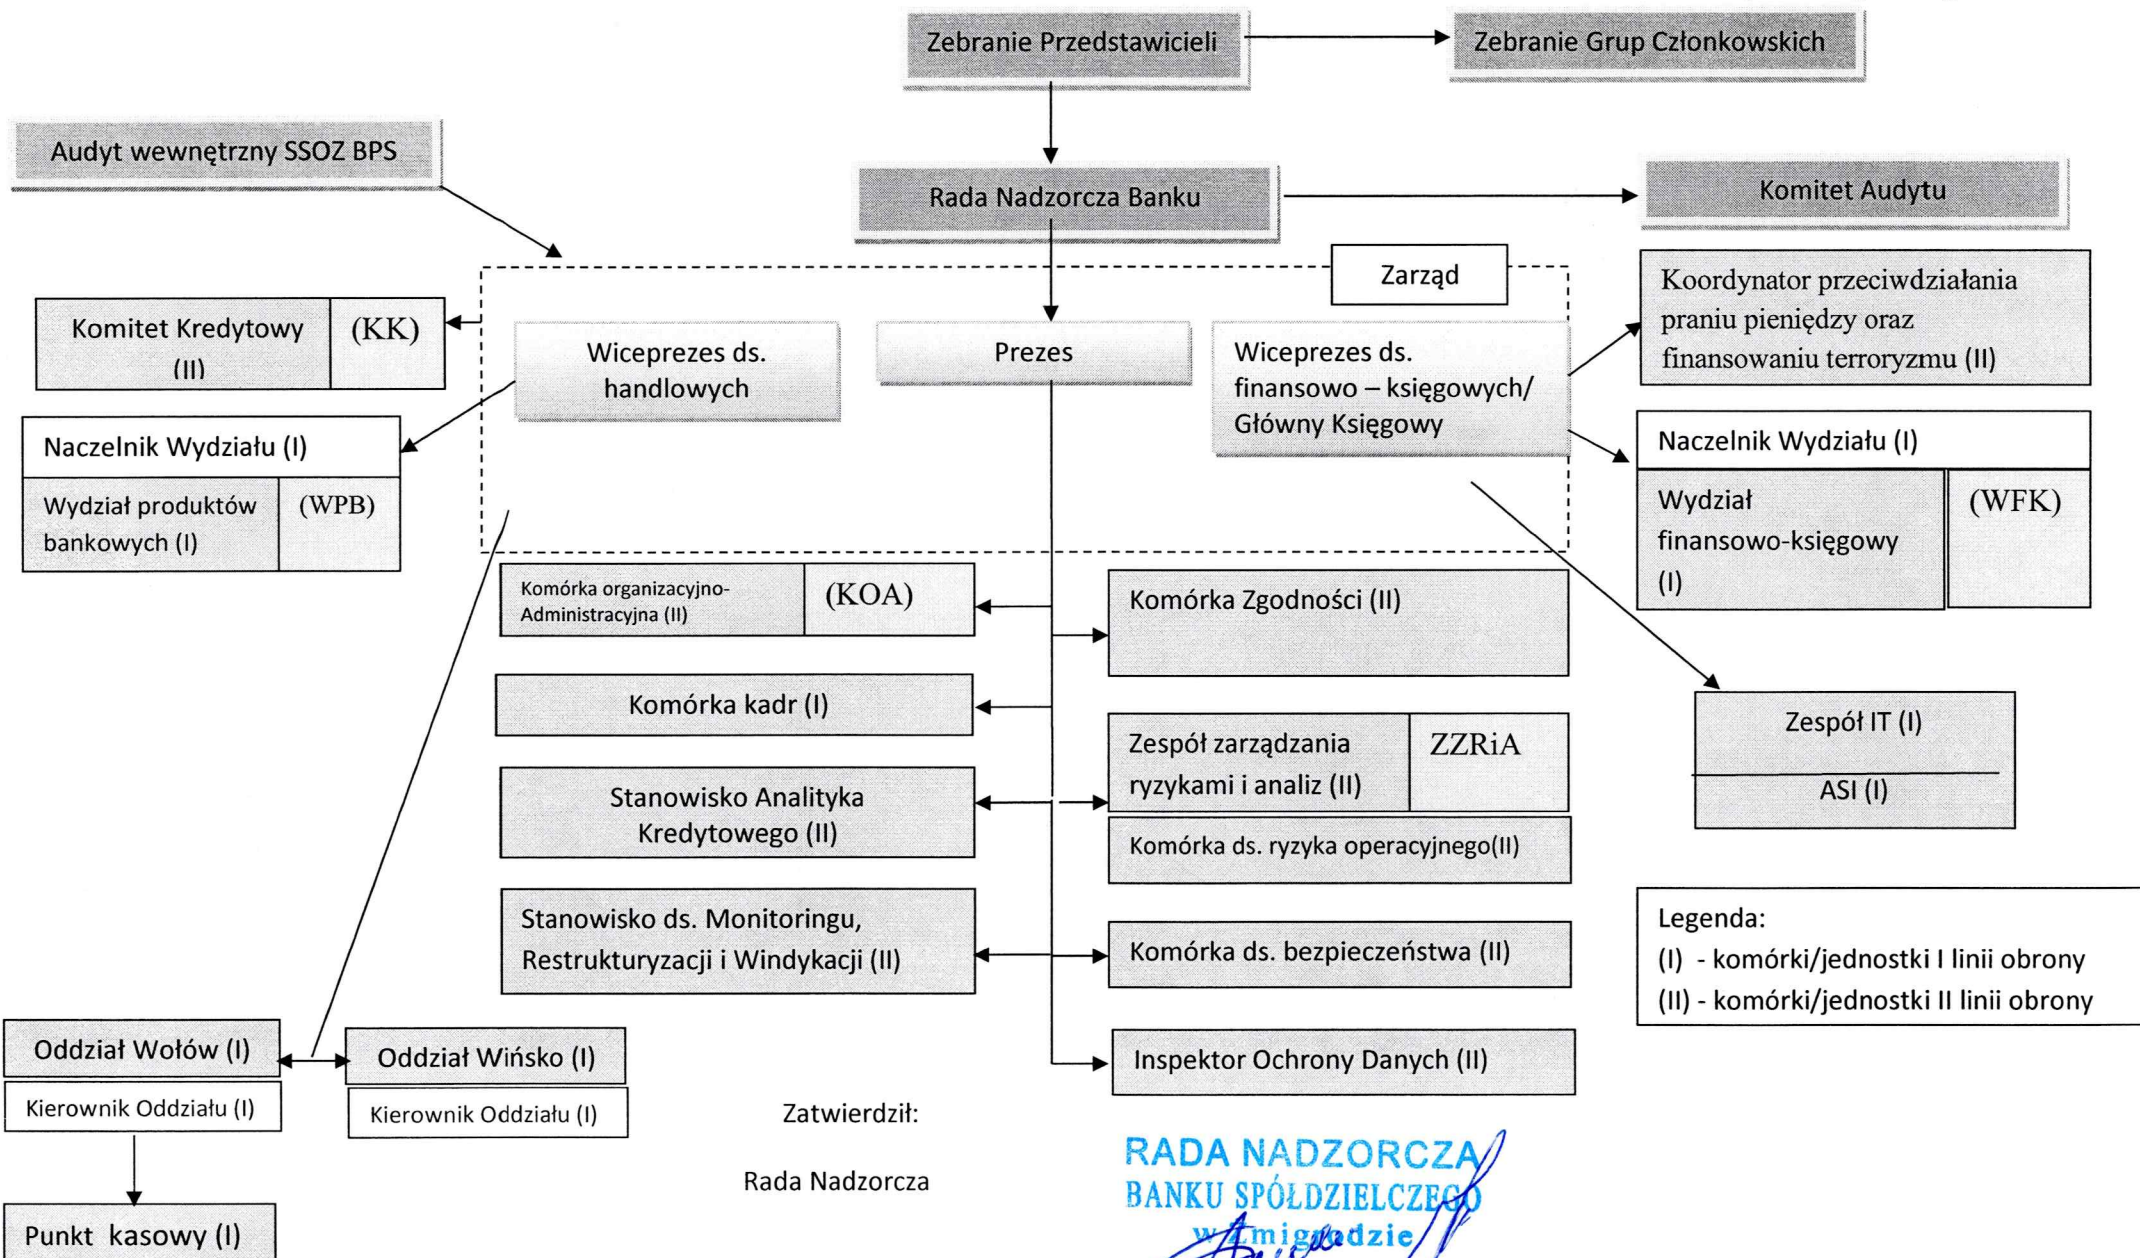 Zebranie Przedstawicieli
Zebranie Grup Członkowskich
Audyt wewnętrzny SSOZ BPS
Rada Nadzorcza Banku
Komitet Audytu
Zarząd
Koordynator przeciwdziałania
praniu pieniędzy oraz
finansowaniu terroryzmu (II)
Komitet Kredytowy
(II)
(KK)
Wiceprezes ds.
handlowych
Prezes
Wiceprezes ds.
finansowo – księgowych/
Główny Księgowy
Naczelnik Wydziału (I)
Wydział produktów
bankowych (I)
(WPB)
Naczelnik Wydziału (I)
Wydział
finansowo-księgowy
(I)
(WFK)
Komórka organizacyjno-
Administracyjna (II)
(KOA)
Komórka Zgodności (II)
Komórka kadr (I)
Zespół zarządzania
ryzykami i analiz (II)
ZZRiA
Zespół IT (I)
ASI (I)
Stanowisko Analityka
Kredytowego (II)
Komórka ds. ryzyka operacyjnego(II)
Stanowisko ds. Monitoringu,
Restrukturyzacji i Windykacji (II)
Komórka ds. bezpieczeństwa (II)
Legenda:
(I) - komórki/jednostki I linii obrony
(II) - komórki/jednostki II linii obrony
Oddział Wołów (I)
Kierownik Oddziału (I)
Oddział Wińsko (I)
Kierownik Oddziału (I)
Inspektor Ochrony Danych (II)
Punkt kasowy (I)
Zatwierdził:
Rada Nadzorcza
RADA NADZORCZA
BANKU SPÓŁDZIELCZEGO
w Żmigrodzie